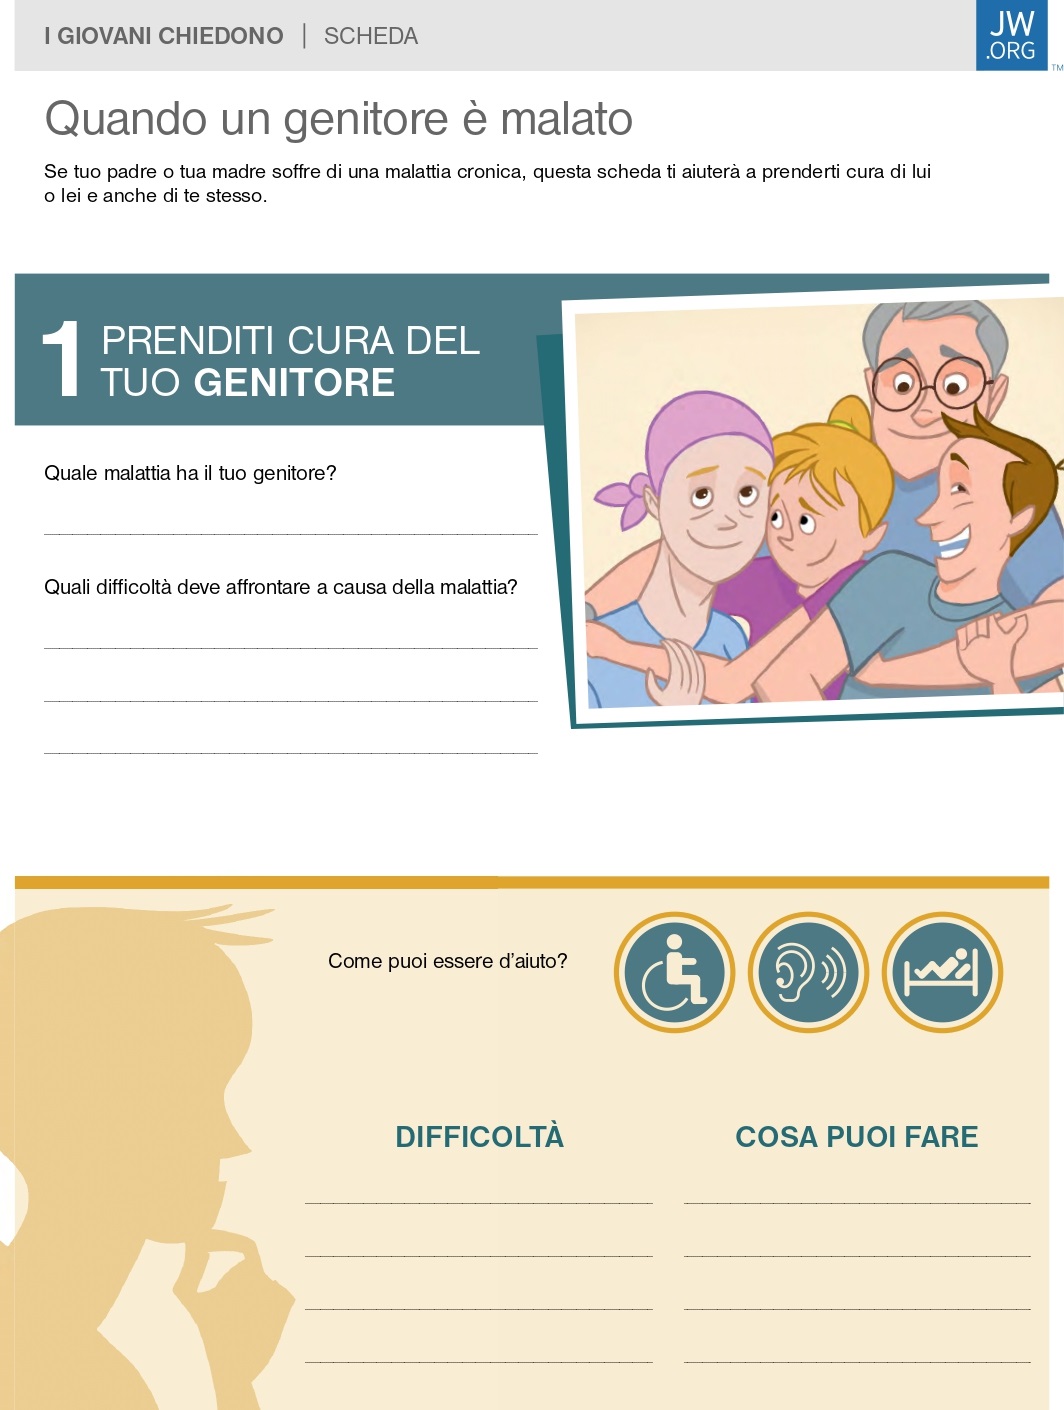 I GIOVANI CHIEDONO | SCHEDA
JW
.ORG
TM
Quando un genitore è malato
Se tuo padre o tua madre soffre di una malattia cronica, questa scheda ti aiuterà a prenderti cura di lui
o lei e anche di te stesso.
1 PRENDITI CURA DEL
TUO GENITORE
Quale malattia ha il tuo genitore?
Quali difficoltà deve affrontare a causa della malattia?
Come puoi essere d’aiuto?
DIFFICOLTÀ
COSA PUOI FARE